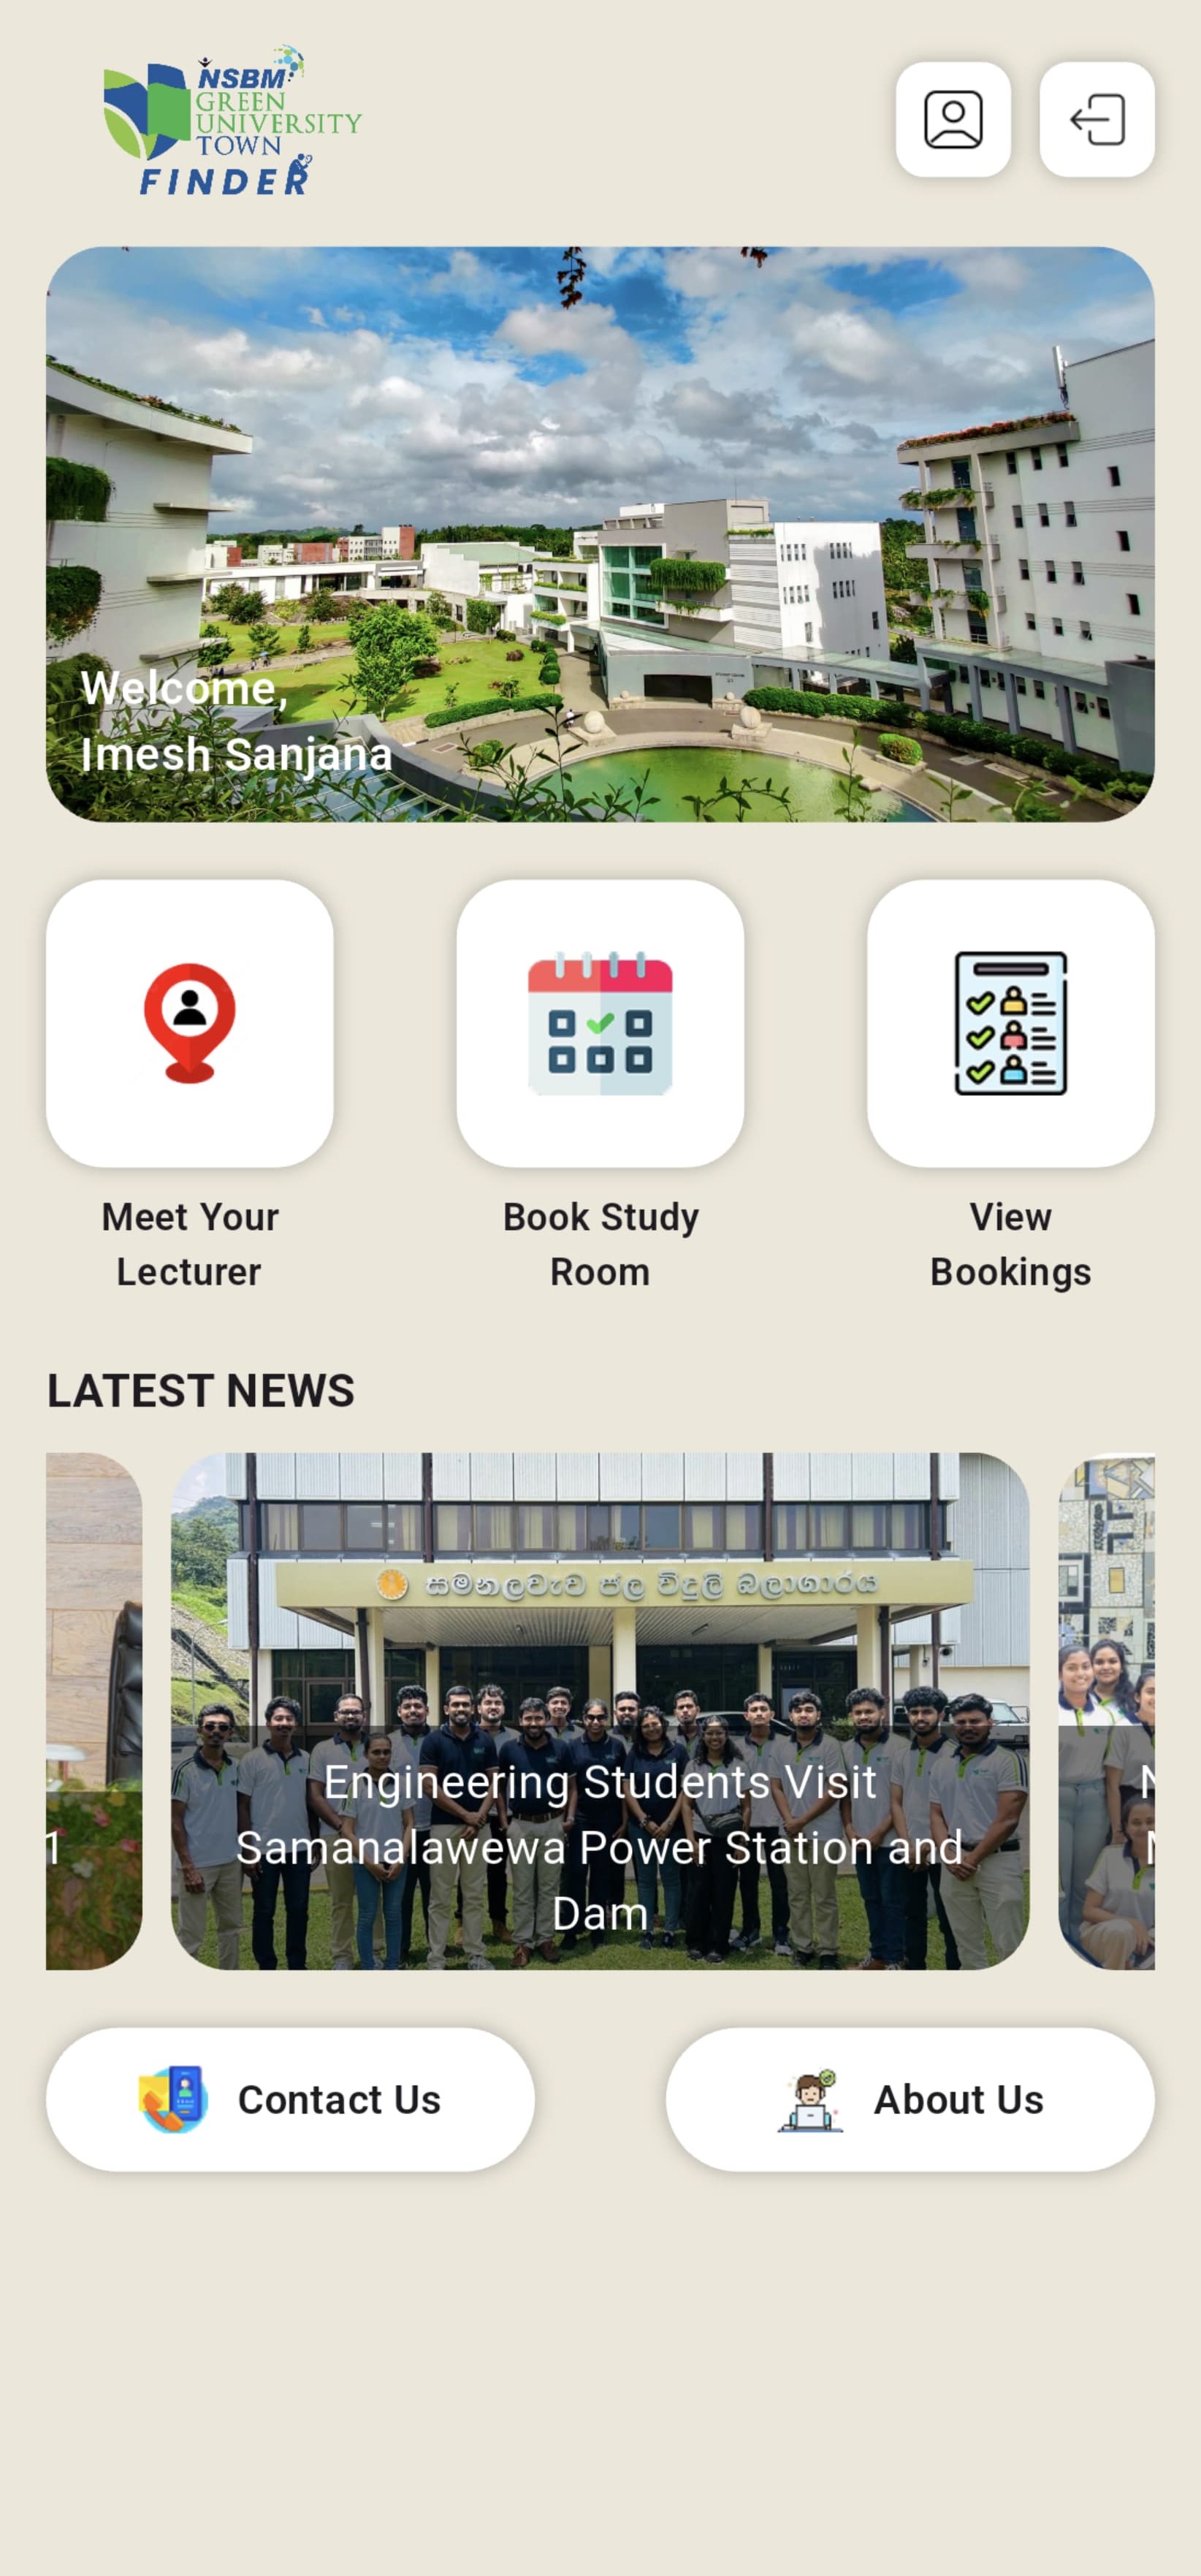 NSBM
GREEN
UNIVERSITY
TOWN
FINDER
Welcome,
Imesh Sanjana
Meet Your
Lecturer
Book Study
Room
View
Bookings
LATEST NEWS
සමනලවැව ජල විදුලි බලාගාරය
1
Engineering Students Visit
Samanalawewa Power Station and
Dam
Contact Us
About Us